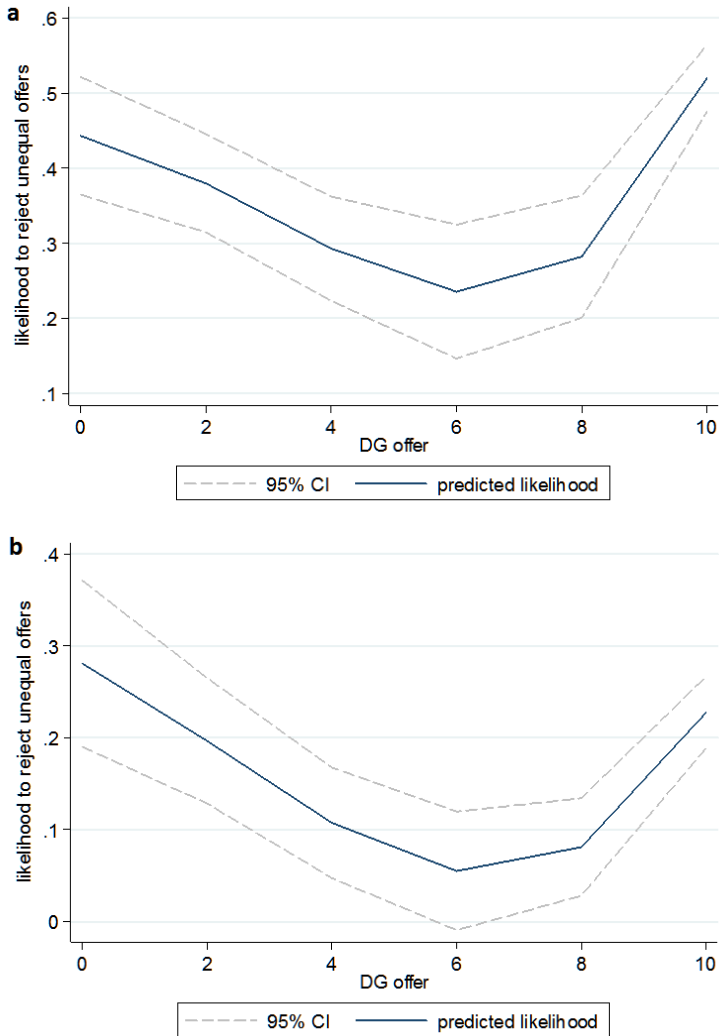 a
likelihood to reject unequal offers
.6
.5
.4
.3
.2
.1
0 2 4 6 8 10
DG offer
95% CI predicted likelihood
b
likelihood to reject unequal offers
.4
.3
.2
.1
0
0 2 4 6 8 10
DG offer
95% CI predicted likelihood